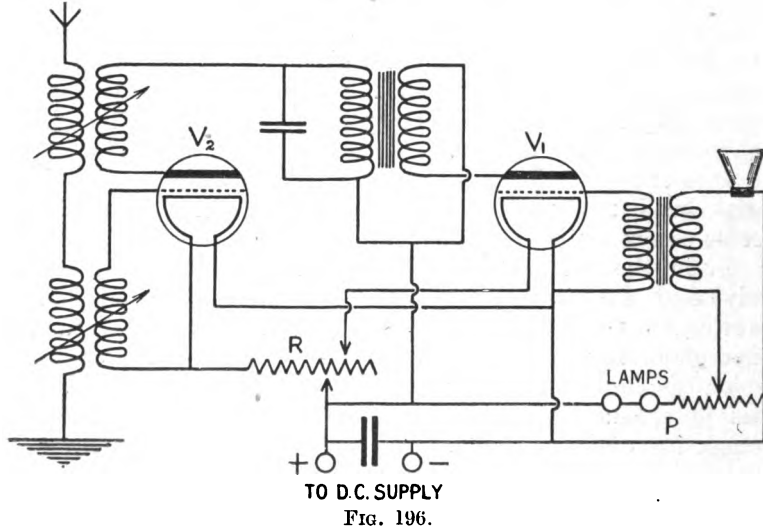 V₂
V₁
R
LAMPS
P
+ -
TO D.C. SUPPLY
FIG. 196.